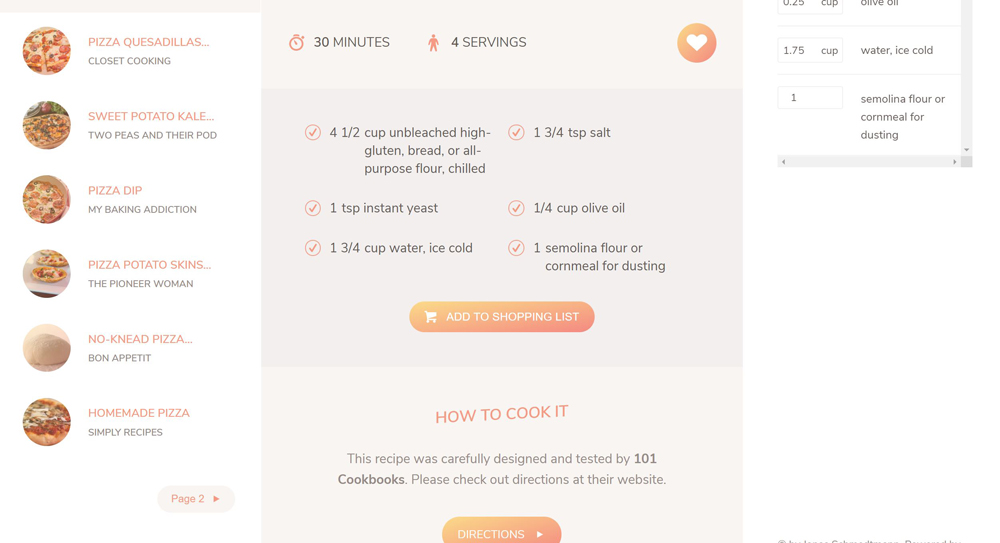 PIZZA QUESADILLAS...
CLOSET COOKING
SWEET POTATO KALE...
TWO PEAS AND THEIR POD
PIZZA DIP
MY BAKING ADDICTION
PIZZA POTATO SKINS...
THE PIONEER WOMAN
NO-KNEAD PIZZA...
BON APPETIT
HOMEMADE PIZZA
SIMPLY RECIPES
Page 2
30 MINUTES
4 SERVINGS
4 1/2 cup unbleached high-
gluten, bread, or all-
purpose flour, chilled
1 3/4 tsp salt
1 tsp instant yeast
1/4 cup olive oil
1 3/4 cup water, ice cold
1 semolina flour or
cornmeal for dusting
ADD TO SHOPPING LIST
HOW TO COOK IT
This recipe was carefully designed and tested by 101
Cookbooks. Please check out directions at their website.
DIRECTIONS
0.25 cup olive oil
1.75 cup water, ice cold
1 semolina flour or
cornmeal for
dusting